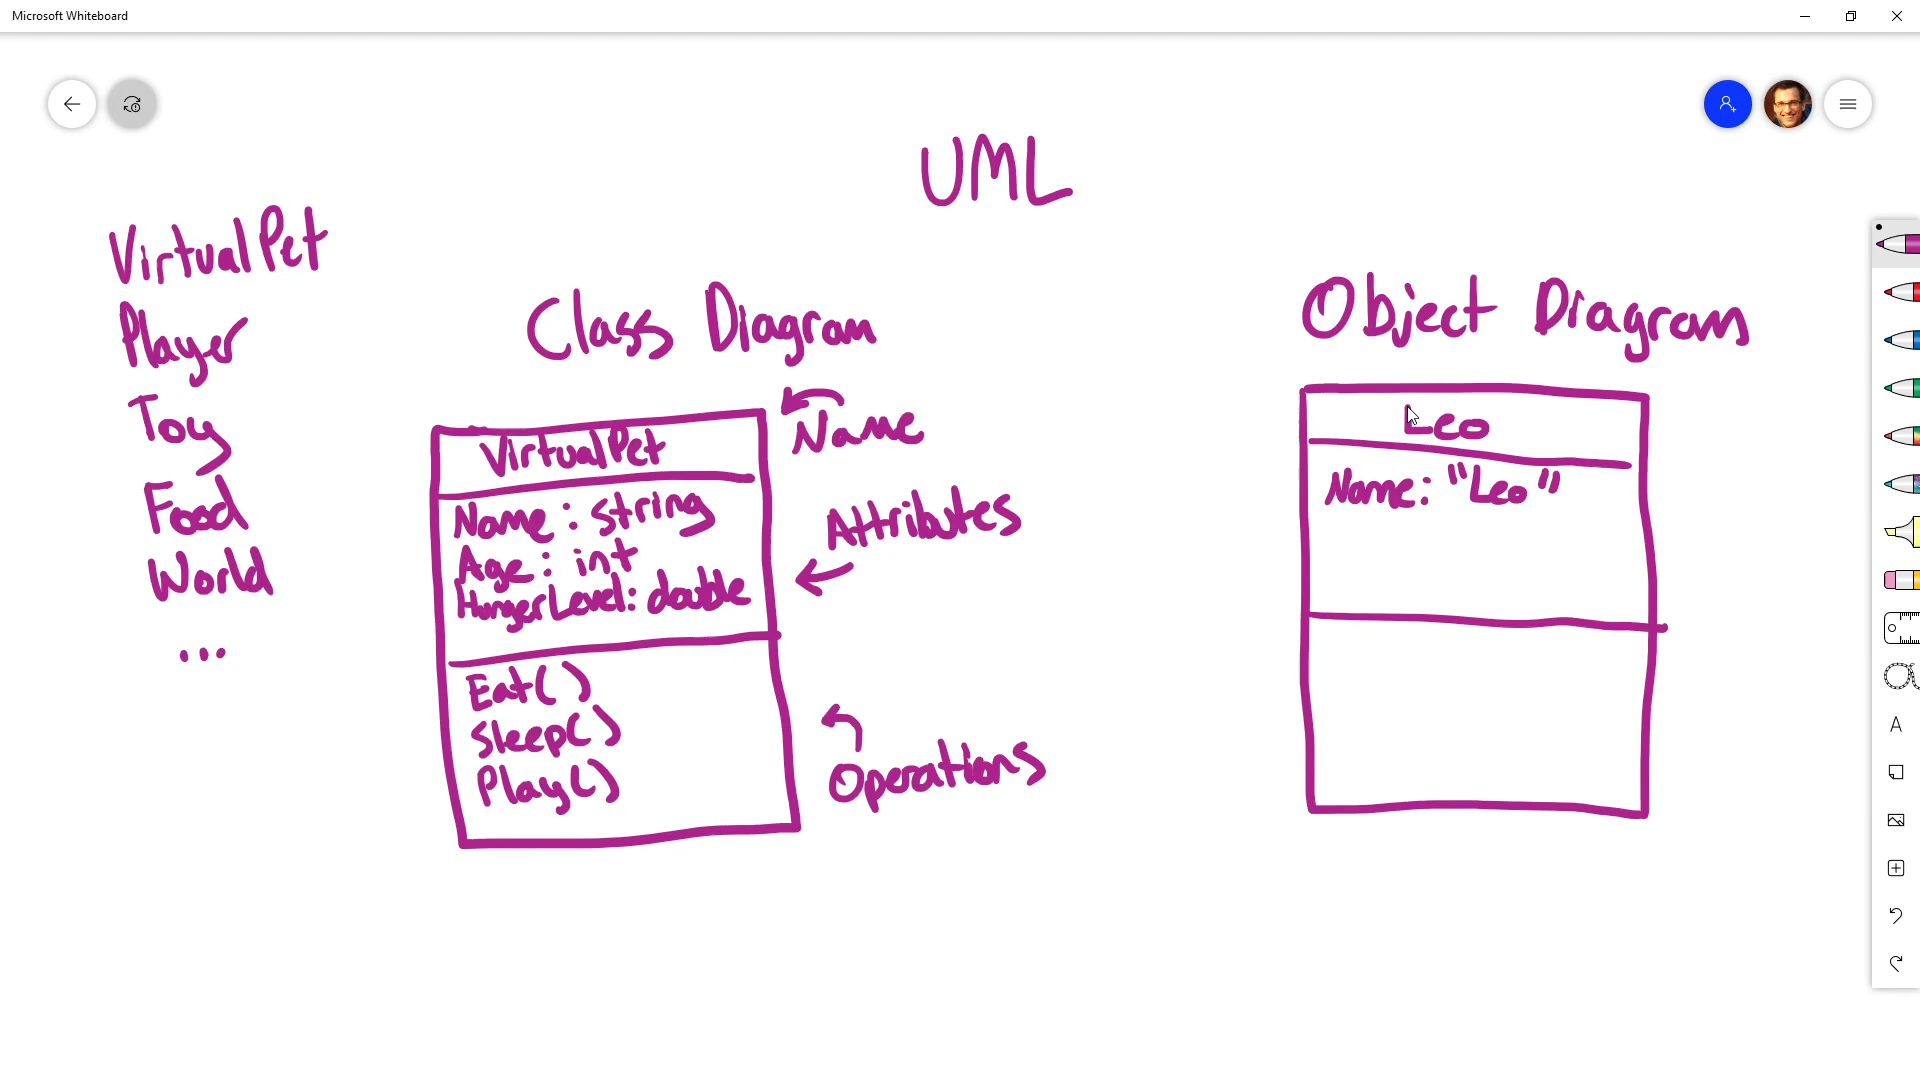 Microsoft Whiteboard
UML
VirtualPet
Player
Toy
Food
World
...
Class Diagram
VirtualPet
Name : string
Age : int
HungerLevel: double
Eat()
Sleep()
Play()
Name
Attributes
Operations
Object Diagram
Leo
Name: "Leo"
A